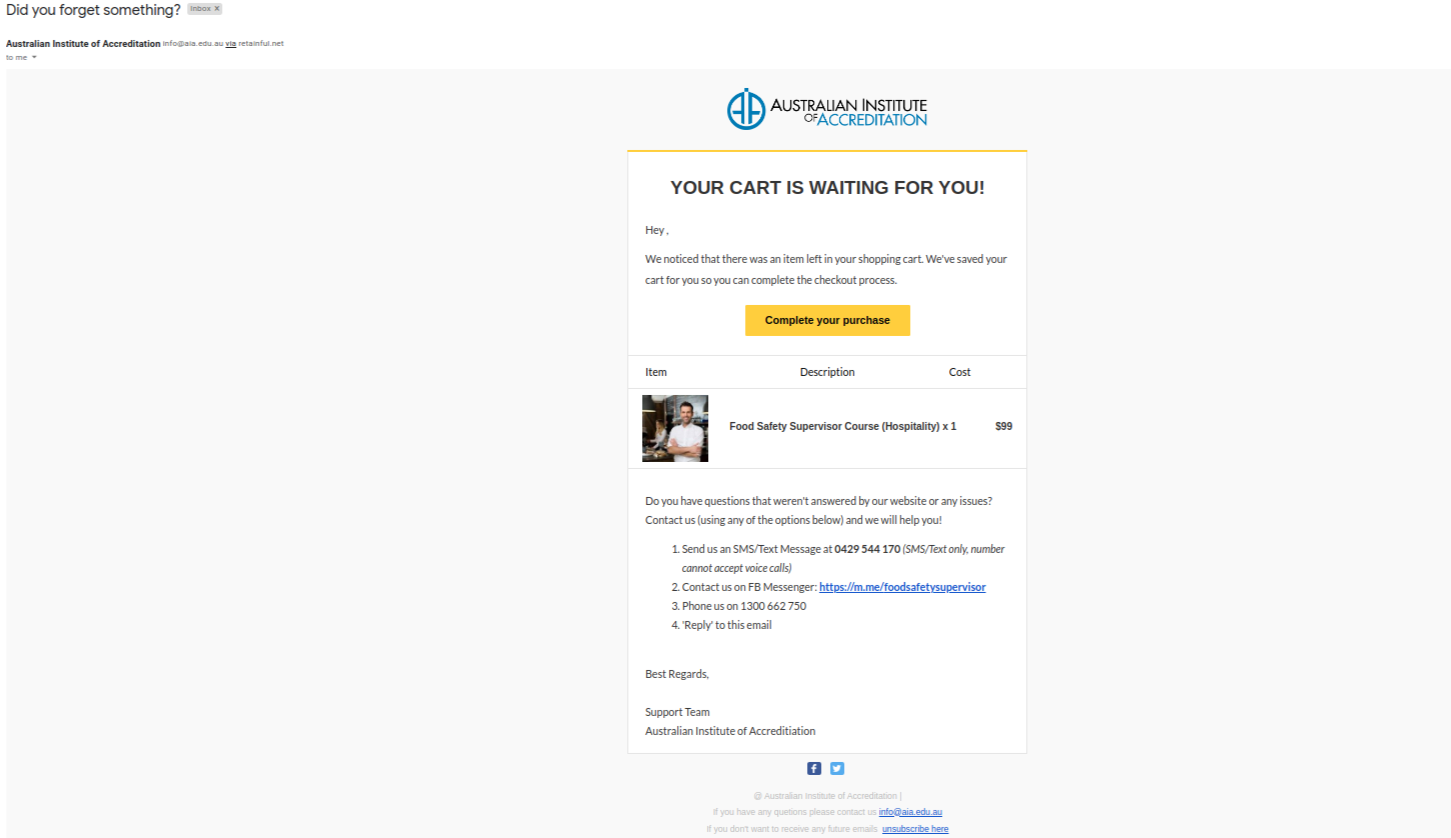 Did you forget something? Inbox X
Australian Institute of Accreditation info@aia.edu.au via retainful.net
to me
AUSTRALIAN INSTITUTE
OF ACCREDITATION
YOUR CART IS WAITING FOR YOU!
Hey ,
We noticed that there was an item left in your shopping cart. We've saved your
cart for you so you can complete the checkout process.
Complete your purchase
Item Description Cost
Food Safety Supervisor Course (Hospitality) x 1 $99
Do you have questions that weren't answered by our website or any issues?
Contact us (using any of the options below) and we will help you!
1. Send us an SMS/Text Message at 0429 544 170 (SMS/Text only, number
cannot accept voice calls)
2. Contact us on FB Messenger: https://m.me/foodsafetysupervisor
3. Phone us on 1300 662 750
4. 'Reply' to this email
Best Regards,
Support Team
Australian Institute of Accreditiation
@ Australian Institute of Accreditation |
If you have any quetions please contact us info@aia.edu.au
If you don't want to receive any future emails unsubscribe here